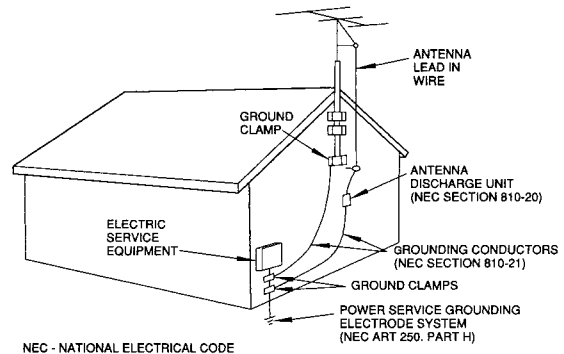 ANTENNA
LEAD IN
WIRE
GROUND
CLAMP
ANTENNA
DISCHARGE UNIT
(NEC SECTION 810-20)
ELECTRIC
SERVICE
EQUIPMENT
GROUNDING CONDUCTORS
(NEC SECTION 810-21)
GROUND CLAMPS
POWER SERVICE GROUNDING
ELECTRODE SYSTEM
(NEC ART 250. PART H)
NEC - NATIONAL ELECTRICAL CODE